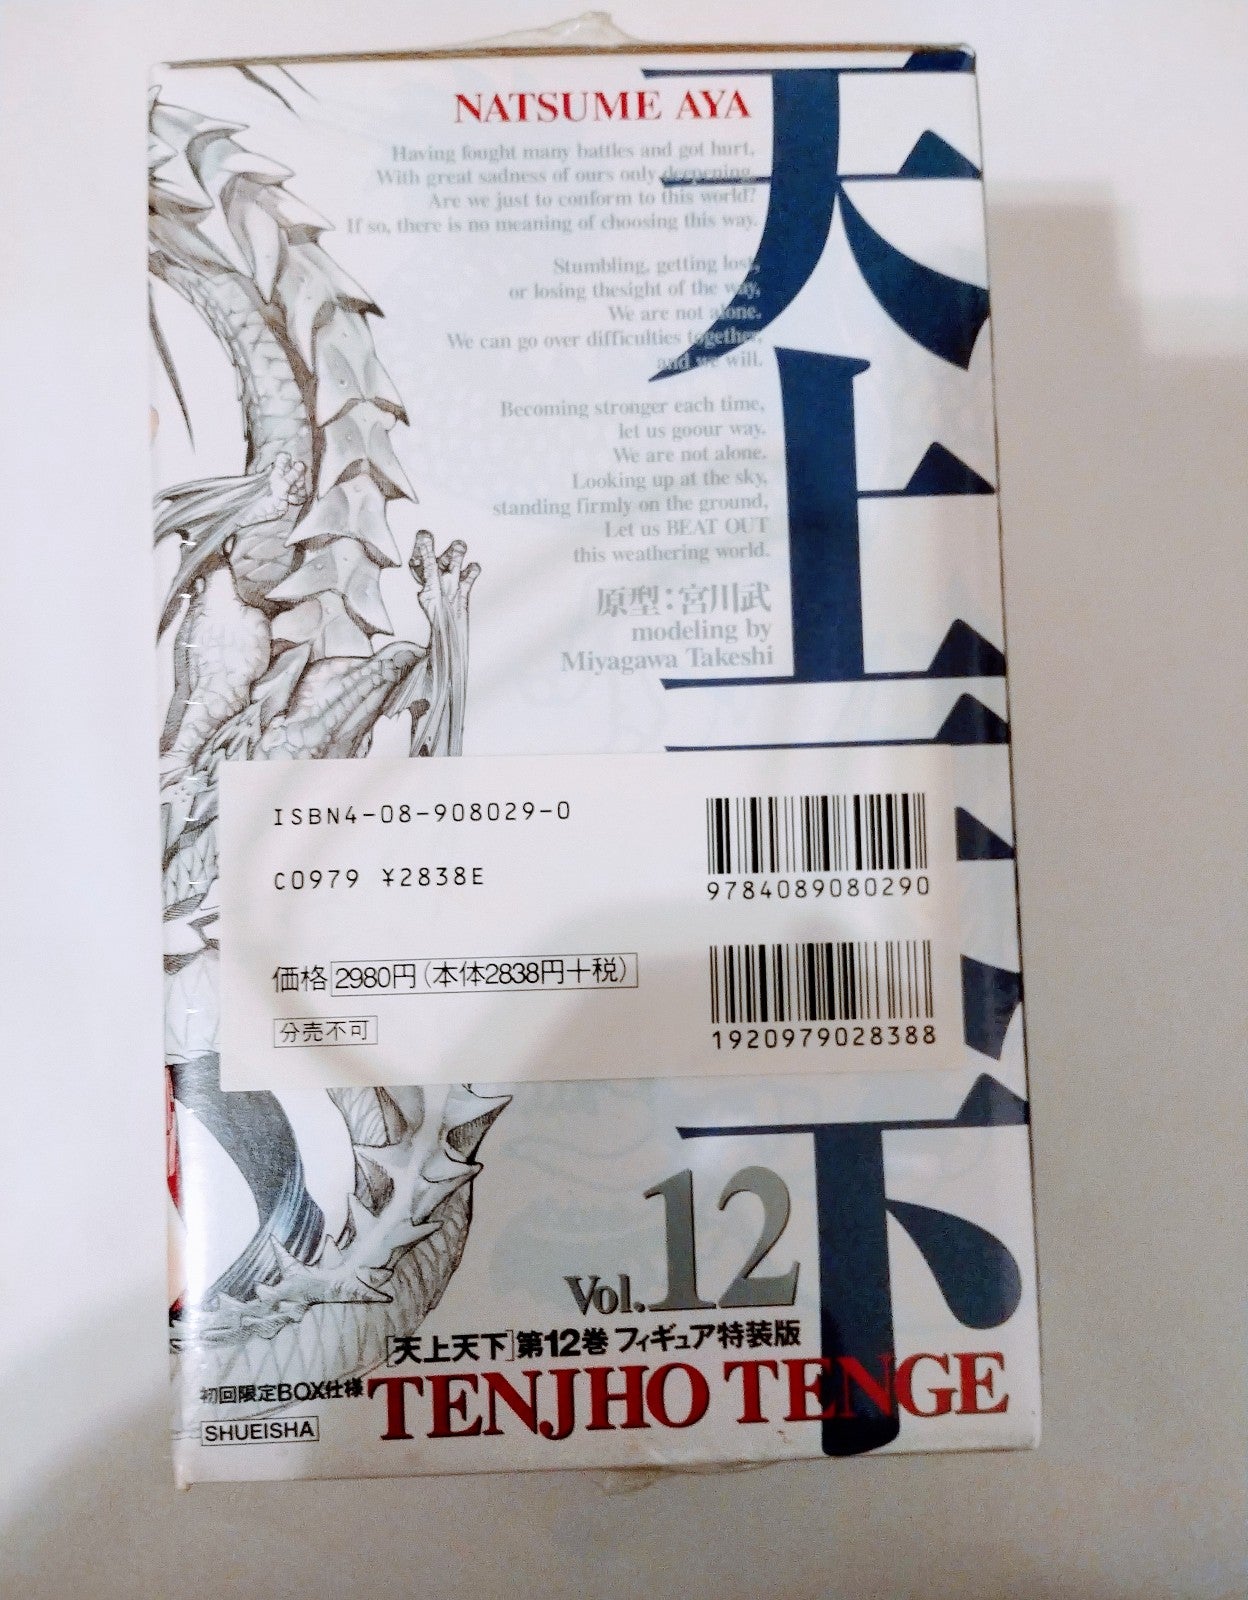 天上天下
NATSUME AYA
Having fought many battles and got hurt,
With great sadness of ours only deepening,
Are we just to conform to this world?
If so, there is no meaning of choosing this way.
Stumbling, getting lost,
or losing thesight of the way,
We are not alone.
We can go over difficulties together,
and we will.
Becoming stronger each time,
let us goour way.
We are not alone.
Looking up at the sky,
standing firmly on the ground,
Let us BEAT OUT
this weathering world.
原型:宮川武
modeling by
Miyagawa Takeshi
ISBN4-08-908029-0
C0979 ¥2838E
9784089080290
価格 2980円(本体2838円+税)
分売不可
1920979028388
Vol.12
[天上天下]第12巻 フィギュア特装版
初回限定BOX仕様
TENJHO TENGE
SHUEISHA